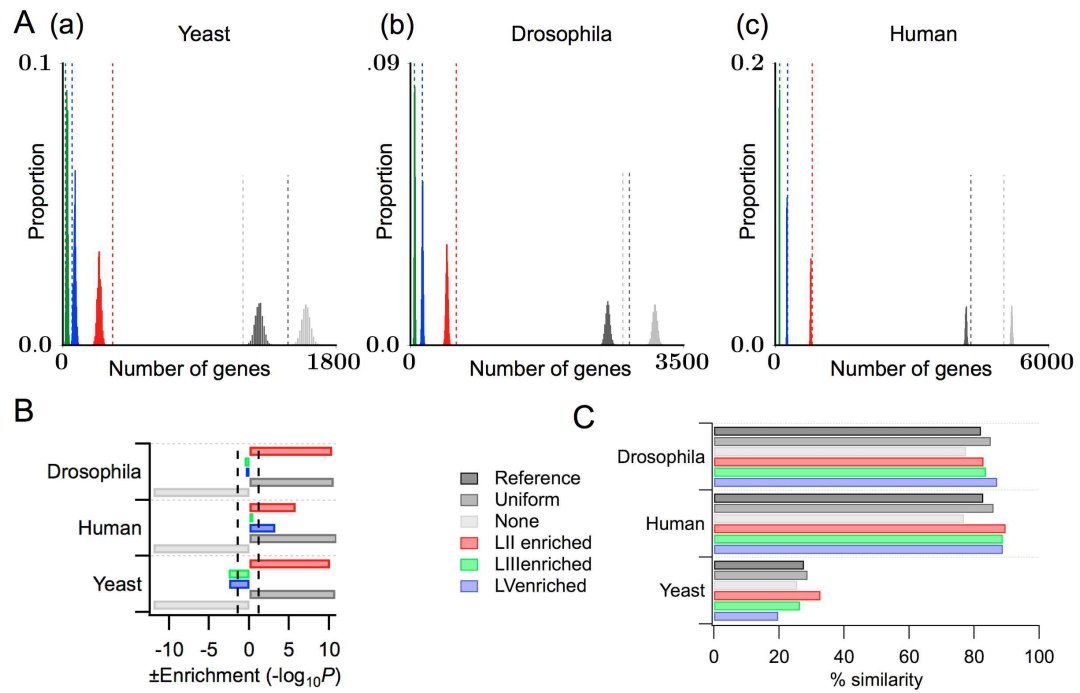 A (a) Yeast (b) Drosophila (c) Human
0.1 .09 0.2
Proportion Proportion Proportion
0.0 0.0 0.0
0 1800 0 3500 0 6000
Number of genes Number of genes Number of genes
B
Drosophila
Human
Yeast
-10 -5 0 5 10
±Enrichment (-log10P)
Reference
Uniform
None
LII enriched
LIIIenriched
LVenriched
C
Drosophila
Human
Yeast
0 20 40 60 80 100
% similarity